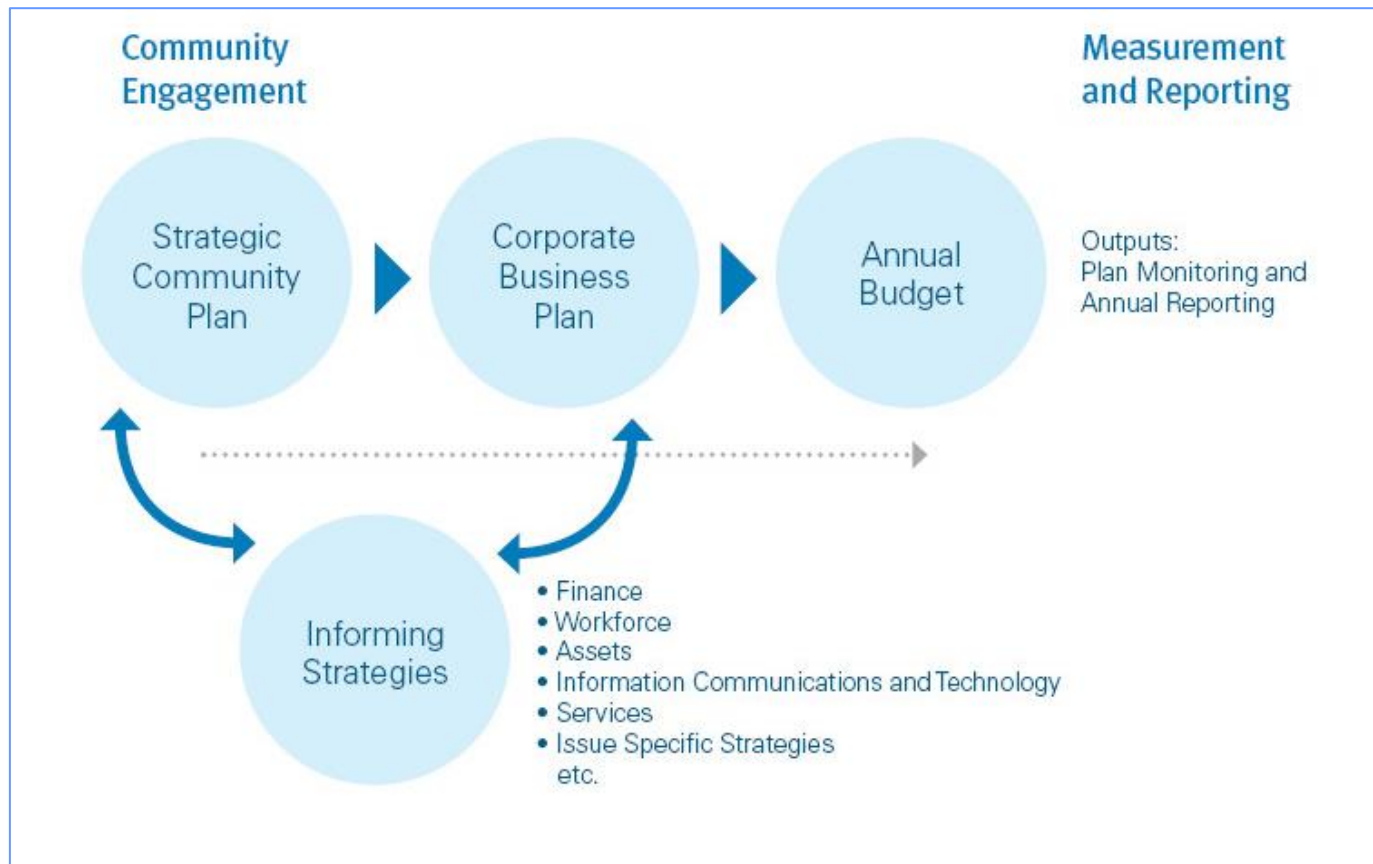 Community
Engagement
Measurement
and Reporting
Strategic
Community
Plan
Corporate
Business
Plan
Annual
Budget
Outputs:
Plan Monitoring and
Annual Reporting
Informing
Strategies
• Finance
• Workforce
• Assets
• Information Communications and Technology
• Services
• Issue Specific Strategies
etc.